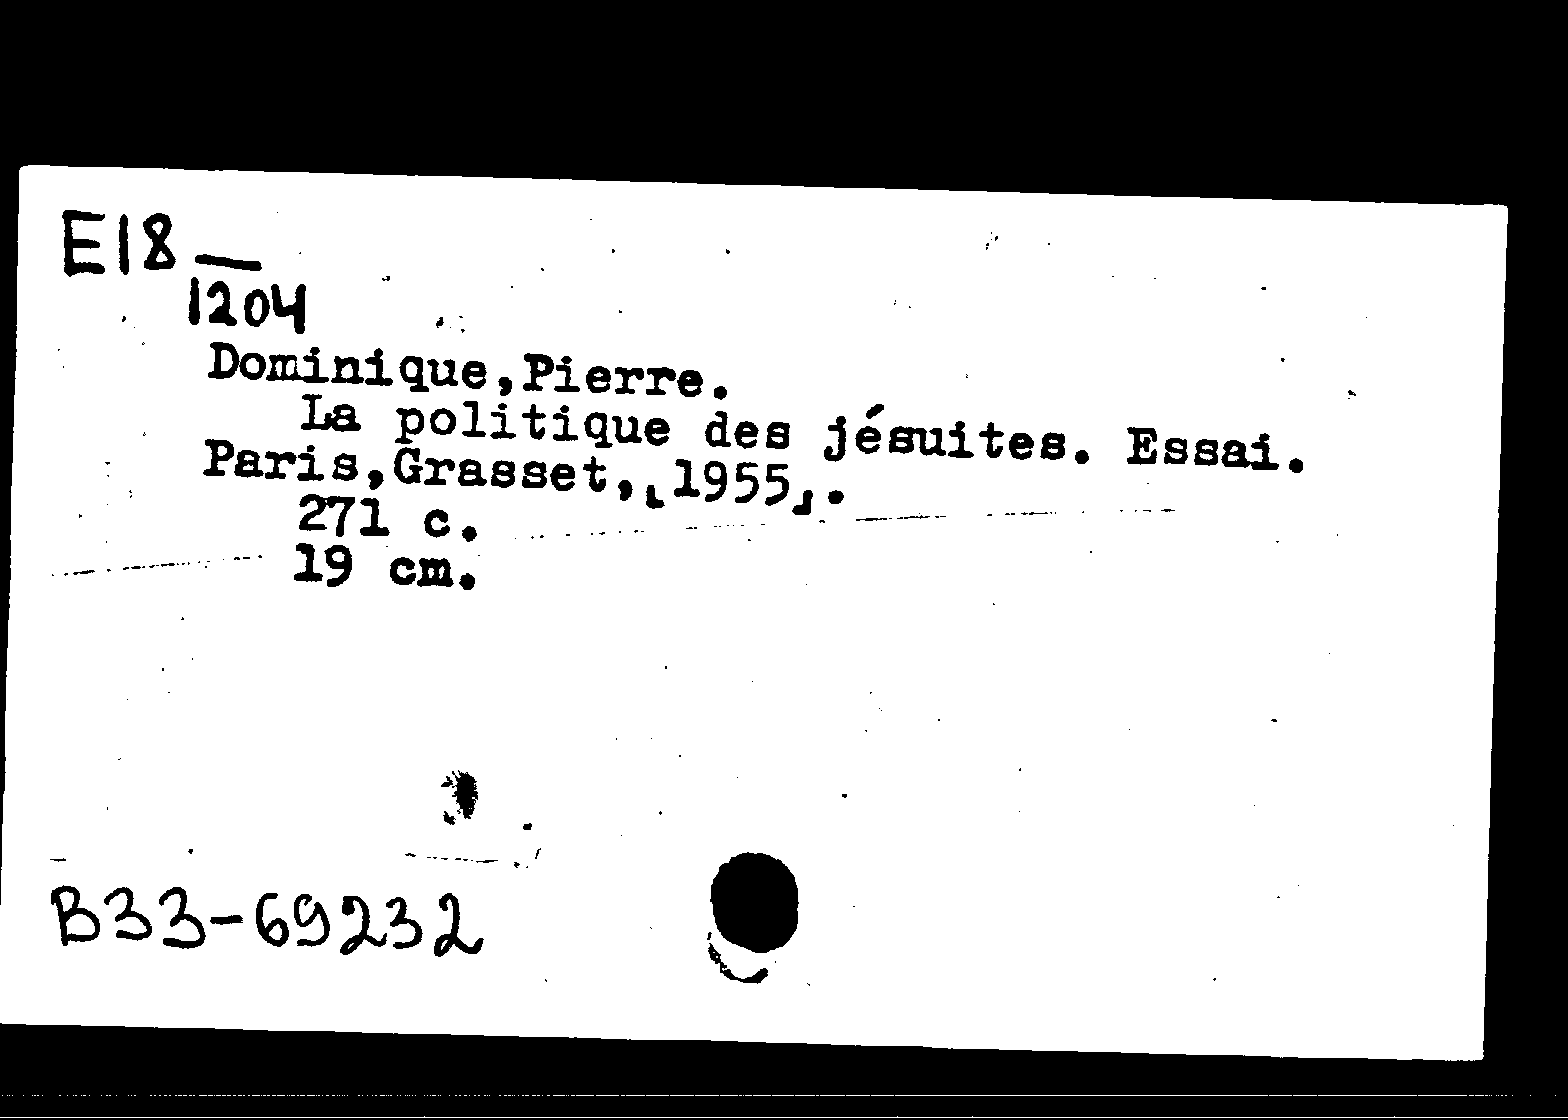 E18—
1204
Dominique,Pierre.
La politique des jésuites. Essai.
Paris,Grasset,[1955].
271 c.
19 cm.
B33-69232